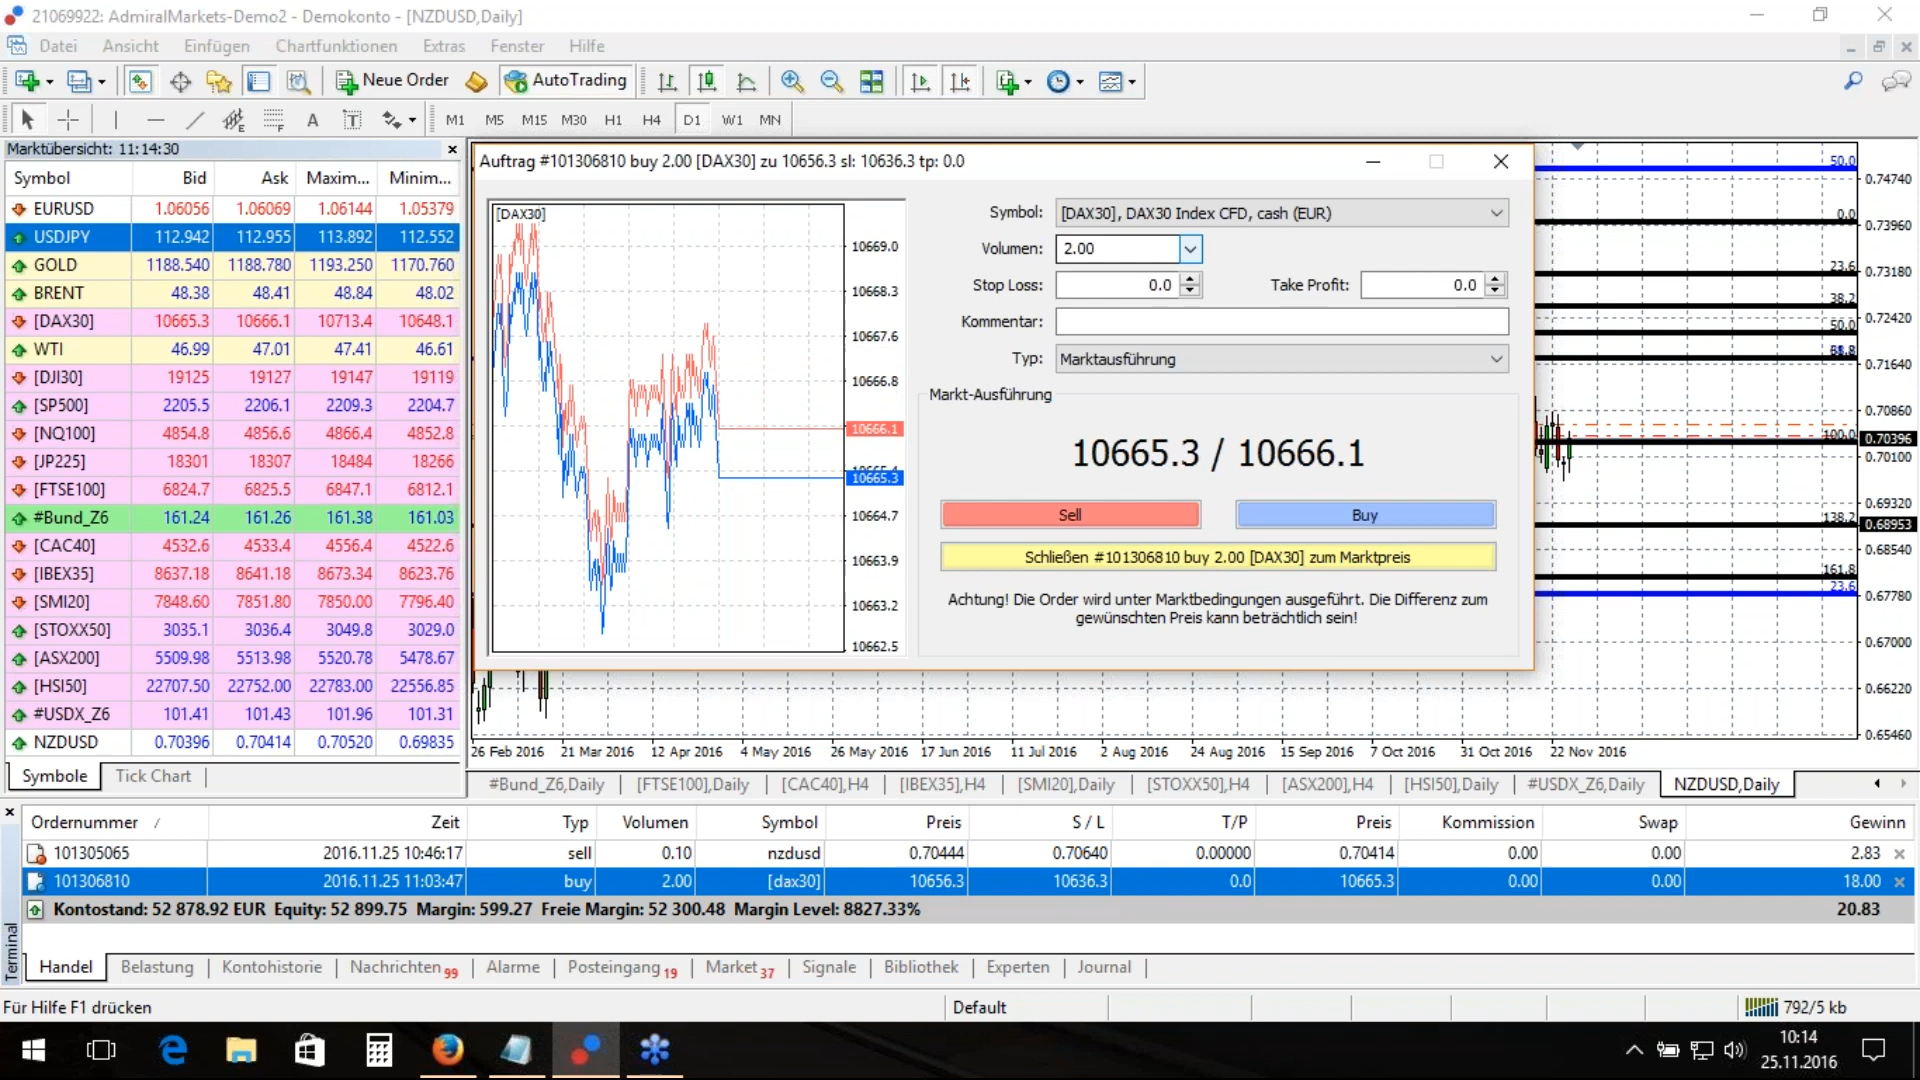 21069922: AdmiralMarkets-Demo2 - Demokonto - [NZDUSD,Daily]
Datei Ansicht Einfügen Chartfunktionen Extras Fenster Hilfe
Neue Order AutoTrading
A T M1 M5 M15 M30 H1 H4 D1 W1 MN
Marktübersicht: 11:14:30
Symbol Bid Ask Maxim... Minim...
EURUSD 1.06056 1.06069 1.06144 1.05379
USDJPY 112.942 112.955 113.892 112.552
GOLD 1188.540 1188.780 1193.250 1170.760
BRENT 48.38 48.41 48.84 48.02
[DAX30] 10665.3 10666.1 10713.4 10648.1
WTI 46.99 47.01 47.41 46.61
[DJI30] 19125 19127 19147 19119
[SP500] 2205.5 2206.1 2209.3 2204.7
[NQ100] 4854.8 4856.6 4866.4 4852.8
[JP225] 18301 18307 18484 18266
[FTSE100] 6824.7 6825.5 6847.1 6812.1
#Bund_Z6 161.24 161.26 161.38 161.03
[CAC40] 4532.6 4533.4 4556.4 4522.6
[IBEX35] 8637.18 8641.18 8673.34 8623.76
[SMI20] 7848.60 7851.80 7850.00 7796.40
[STOXX50] 3035.1 3036.4 3049.8 3029.0
[ASX200] 5509.98 5513.98 5520.78 5478.67
[HSI50] 22707.50 22752.00 22783.00 22556.85
#USDX_Z6 101.41 101.43 101.96 101.31
NZDUSD 0.70396 0.70414 0.70520 0.69835
Symbole Tick Chart
Auftrag #101306810 buy 2.00 [DAX30] zu 10656.3 sl: 10636.3 tp: 0.0
[DAX30]
10669.0
10668.3
10667.6
10666.8
10666.1
10665.3
10664.7
10663.9
10663.2
10662.5
Symbol: [DAX30], DAX30 Index CFD, cash (EUR)
Volumen: 2.00
Stop Loss: 0.0 Take Profit: 0.0
Kommentar:
Typ: Marktausführung
Markt-Ausführung
10665.3 / 10666.1
Sell Buy
Schließen #101306810 buy 2.00 [DAX30] zum Marktpreis
Achtung! Die Order wird unter Marktbedingungen ausgeführt. Die Differenz zum
gewünschten Preis kann beträchtlich sein!
50.0
0.74740
0.0
0.73960
23.6
0.73180
38.2
0.72420
50.0
0.71640
0.70860
100.0
0.70396
0.70100
0.69320
138.2
0.68953
0.68540
161.8
23.6
0.67780
0.67000
0.66220
0.65460
26 Feb 2016 21 Mar 2016 12 Apr 2016 4 May 2016 26 May 2016 17 Jun 2016 11 Jul 2016 2 Aug 2016 24 Aug 2016 15 Sep 2016 7 Oct 2016 31 Oct 2016 22 Nov 2016
#Bund_Z6,Daily [FTSE100],Daily [CAC40],H4 [IBEX35],H4 [SMI20],Daily [STOXX50],H4 [ASX200],H4 [HSI50],Daily #USDX_Z6,Daily NZDUSD,Daily
Ordernummer / Zeit Typ Volumen Symbol Preis S / L T/P Preis Kommission Swap Gewinn
101305065 2016.11.25 10:46:17 sell 0.10 nzdusd 0.70444 0.70640 0.00000 0.70414 0.00 0.00 2.83
101306810 2016.11.25 11:03:47 buy 2.00 [dax30] 10656.3 10636.3 0.0 10665.3 0.00 0.00 18.00
Kontostand: 52 878.92 EUR Equity: 52 899.75 Margin: 599.27 Freie Margin: 52 300.48 Margin Level: 8827.33% 20.83
Terminal
Handel Belastung Kontohistorie Nachrichten 99 Alarme Posteingang 19 Market 37 Signale Bibliothek Experten Journal
Für Hilfe F1 drücken Default 792/5 kb
10:14
25.11.2016